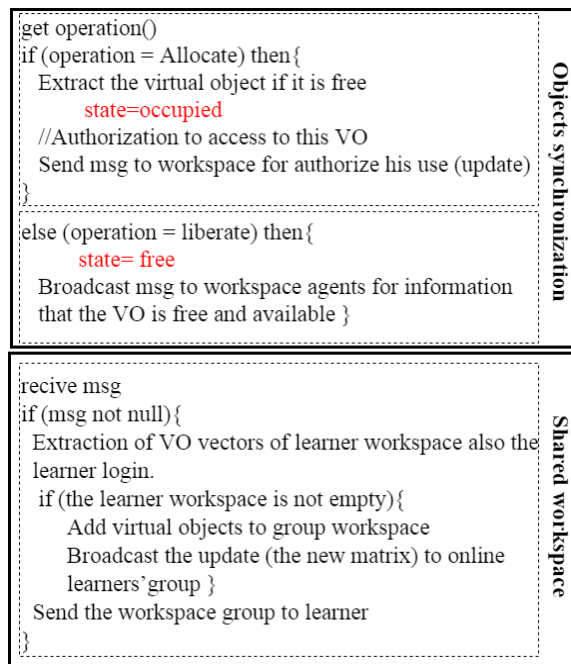 get operation()
if (operation = Allocate) then{
Extract the virtual object if it is free
state=occupied
//Authorization to access to this VO
Send msg to workspace for authorize his use (update)
}
else (operation = liberate) then{
state= free
Broadcast msg to workspace agents for information
that the VO is free and available }
Objects synchronization
recive msg
if (msg not null){
Extraction of VO vectors of learner workspace also the
learner login.
if (the learner workspace is not empty){
Add virtual objects to group workspace
Broadcast the update (the new matrix) to online
learners'group }
Send the workspace group to learner
}
Shared workspace